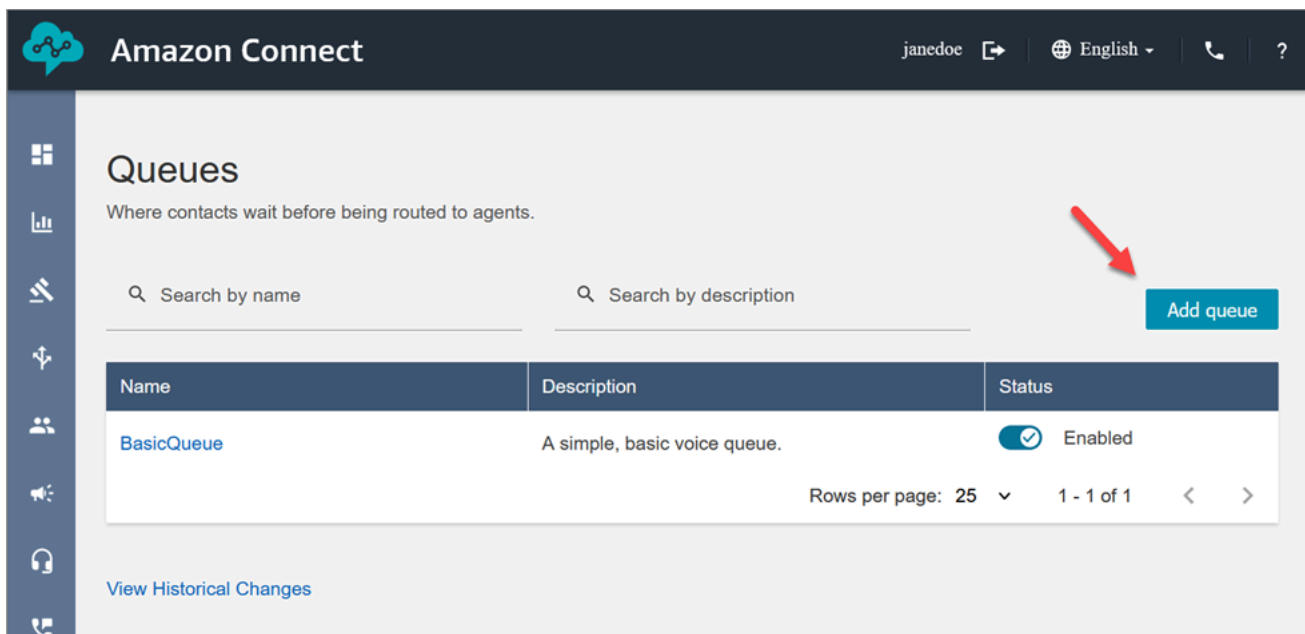 Amazon Connect
janedoe
English
?
Queues
Where contacts wait before being routed to agents.
Search by name
Search by description
Add queue
Name
Description
Status
BasicQueue
A simple, basic voice queue.
Enabled
Rows per page: 25
1 - 1 of 1
View Historical Changes